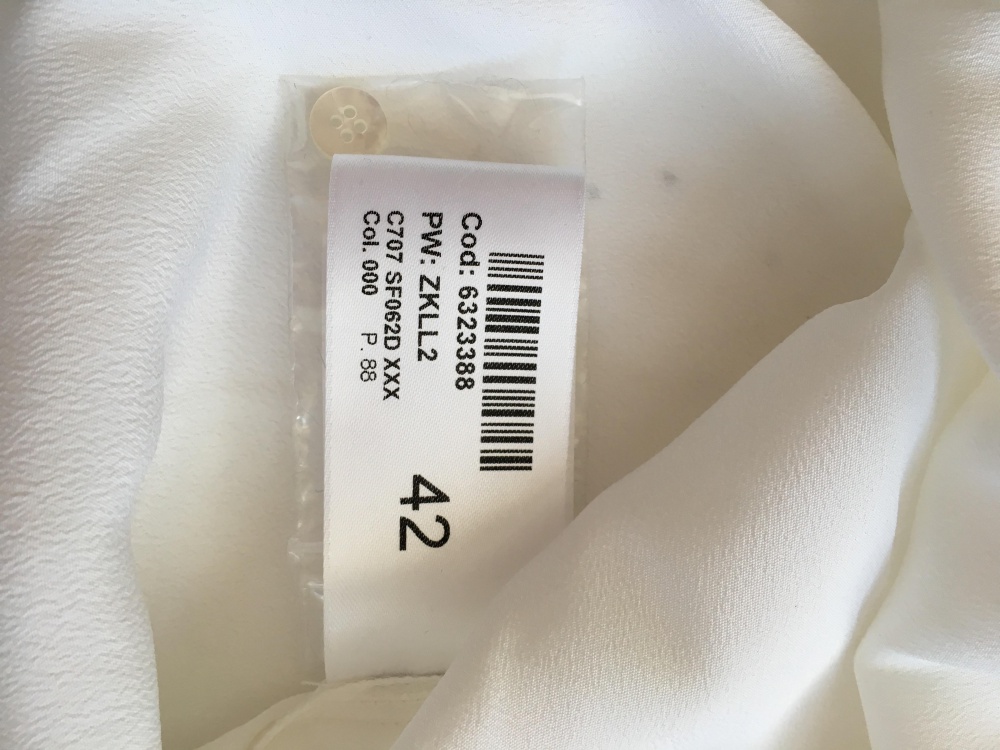 Cod: 6323388
PW: ZKLL2
C707 SF062D XXX
Col. 000 P.88
42